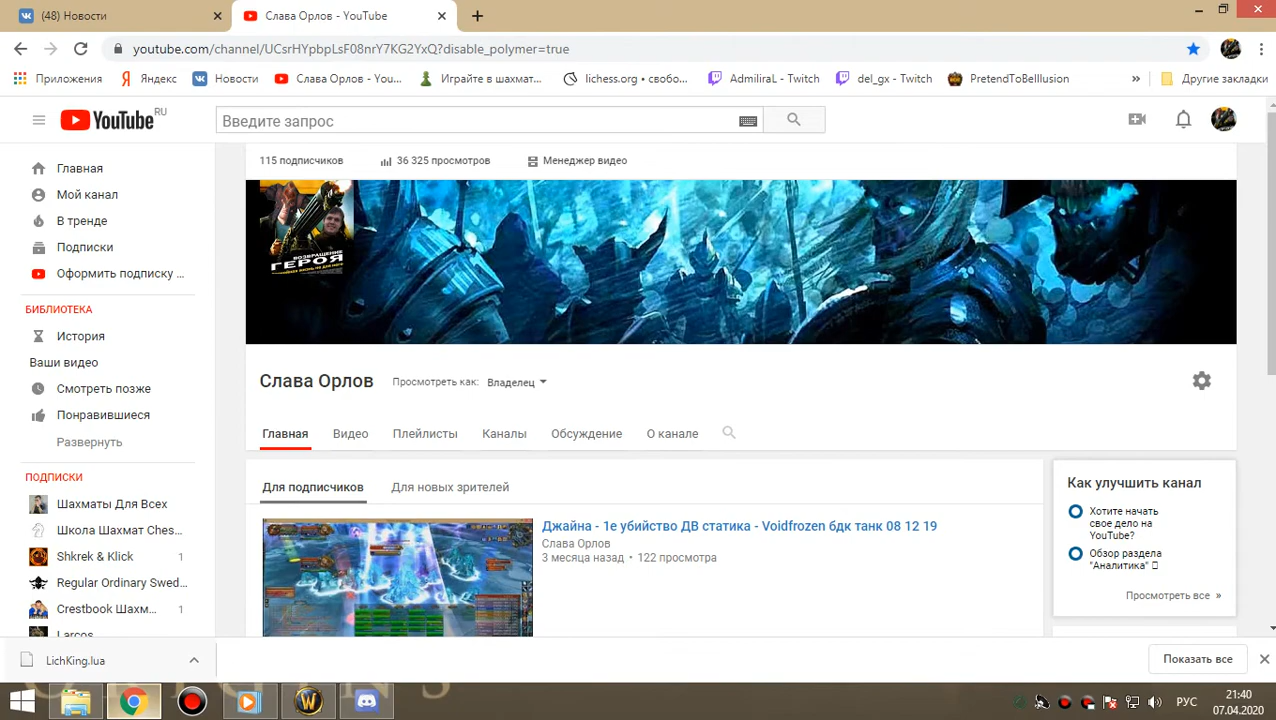 (48) Новости
Слава Орлов - YouTube
youtube.com/channel/UCsrHYpbpLsF08nrY7KG2YxQ?disable_polymer=true
Приложения
Яндекс
Новости
Слава Орлов - You...
Играйте в шахмат...
lichess.org • свобо...
AdmiriraL - Twitch
del_gx - Twitch
PretendToBeIllusion
»
Другие закладки
YouTube RU
Введите запрос
115 подписчиков
36 325 просмотров
Менеджер видео
Главная
Мой канал
В тренде
Подписки
Оформить подписку ...
БИБЛИОТЕКА
История
Ваши видео
Смотреть позже
Понравившиеся
Развернуть
ПОДПИСКИ
Шахматы Для Всех
Школа Шахмат Ches...
Shkrek & Klick 1
Regular Ordinary Swed...
Crestbook Шахм... 1
Larcos
ВОЗВРАЩЕНИЕ
ГЕРОЯ
Слава Орлов
Просмотреть как:
Владелец
Главная
Видео
Плейлисты
Каналы
Обсуждение
О канале
Для подписчиков
Для новых зрителей
Джайна - 1е убийство ДВ статика - Voidfrozen бдк танк 08 12 19
Слава Орлов
3 месяца назад • 122 просмотра
Как улучшить канал
Хотите начать
свое дело на
YouTube?
Обзор раздела
"Аналитика"
Просмотреть все »
LichKing.lua
Показать все
РУС
21:40
07.04.2020